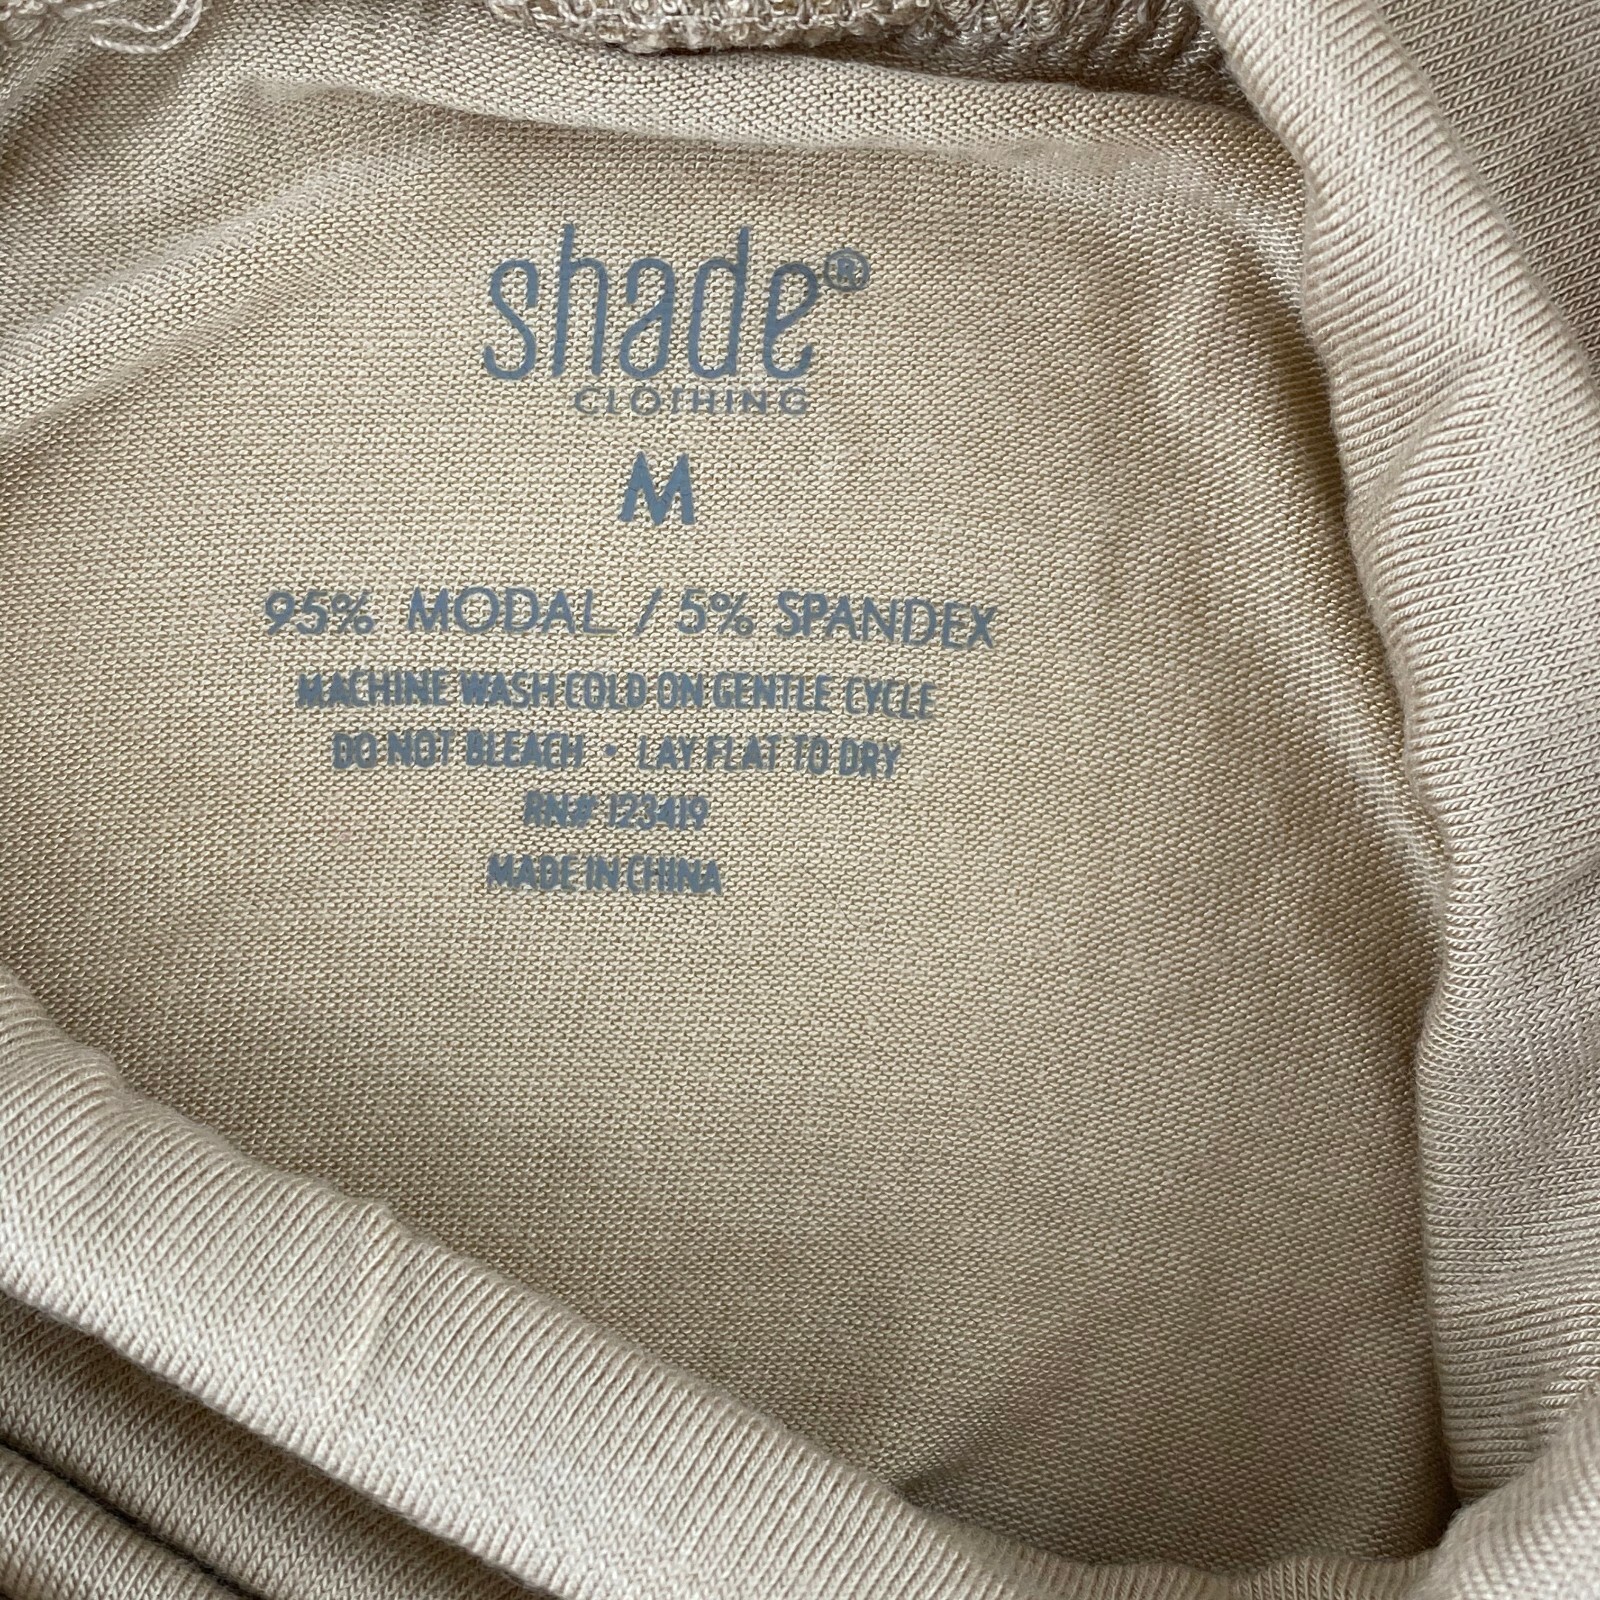 shade®
CLOTHING
M
95% MODAL / 5% SPANDEX
MACHINE WASH COLD ON GENTLE CYCLE
DO NOT BLEACH • LAY FLAT TO DRY
RN# 123419
MADE IN CHINA